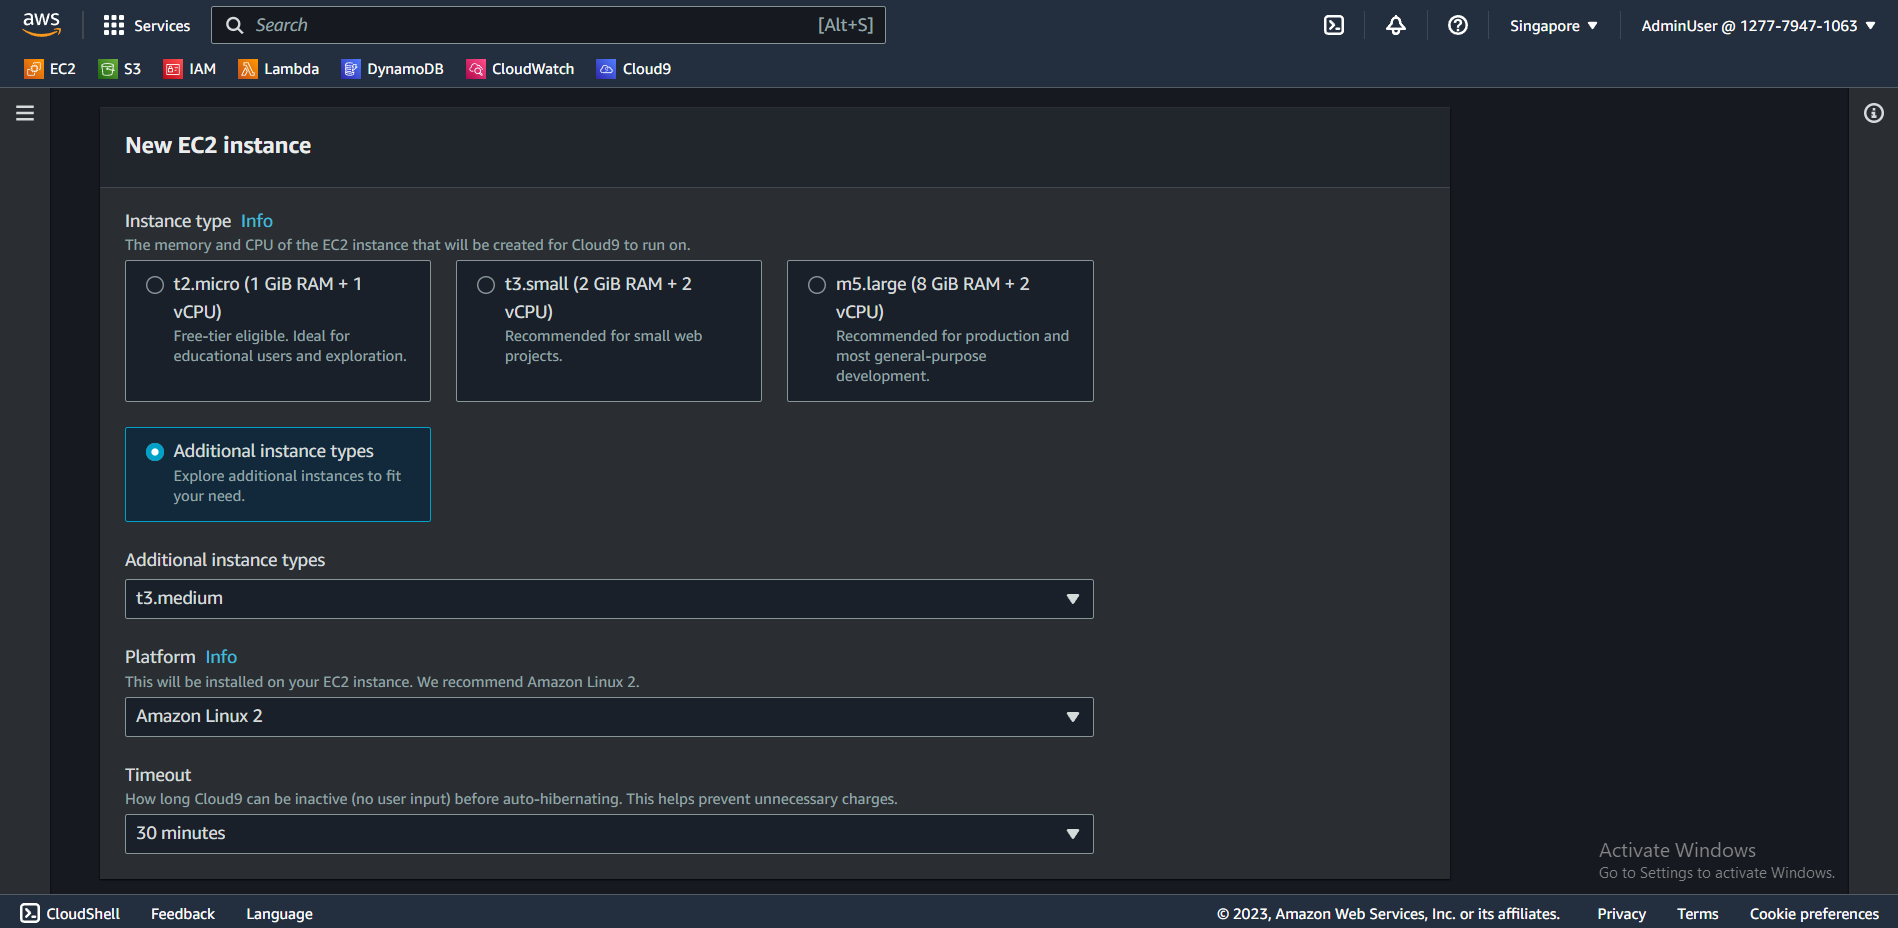 aws
Services
Search [Alt+S]
Singapore
AdminUser @ 1277-7947-1063
EC2 S3 IAM Lambda DynamoDB CloudWatch Cloud9
New EC2 instance
Instance type Info
The memory and CPU of the EC2 instance that will be created for Cloud9 to run on.
t2.micro (1 GiB RAM + 1
vCPU)
Free-tier eligible. Ideal for
educational users and exploration.
t3.small (2 GiB RAM + 2
vCPU)
Recommended for small web
projects.
m5.large (8 GiB RAM + 2
vCPU)
Recommended for production and
most general-purpose
development.
Additional instance types
Explore additional instances to fit
your need.
Additional instance types
t3.medium
Platform Info
This will be installed on your EC2 instance. We recommend Amazon Linux 2.
Amazon Linux 2
Timeout
How long Cloud9 can be inactive (no user input) before auto-hibernating. This helps prevent unnecessary charges.
30 minutes
Activate Windows
Go to Settings to activate Windows.
CloudShell Feedback Language
© 2023, Amazon Web Services, Inc. or its affiliates. Privacy Terms Cookie preferences